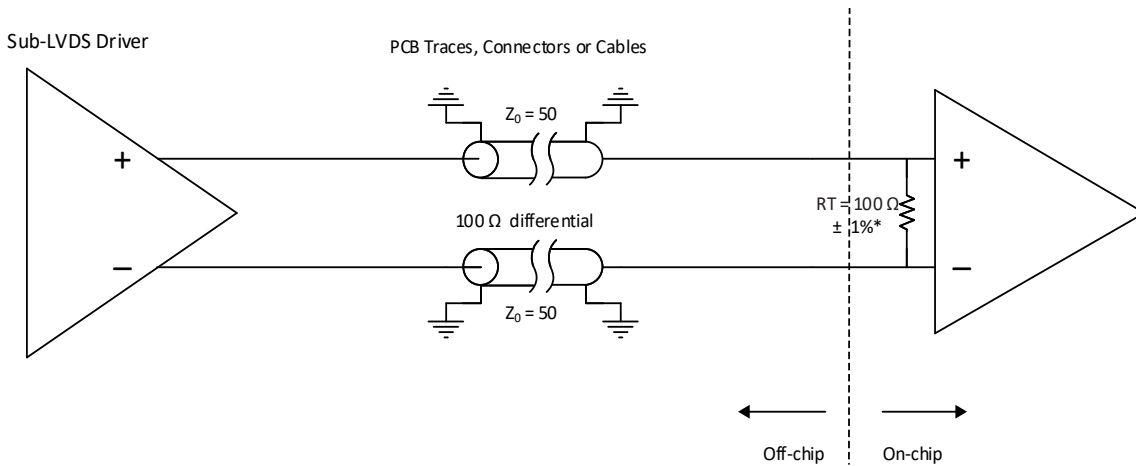 Sub-LVDS Driver
PCB Traces, Connectors or Cables
Z0 = 50
+
+
RT = 100 Ω
± 1%*
100 Ω differential
−
−
Z0 = 50
Off-chip
On-chip